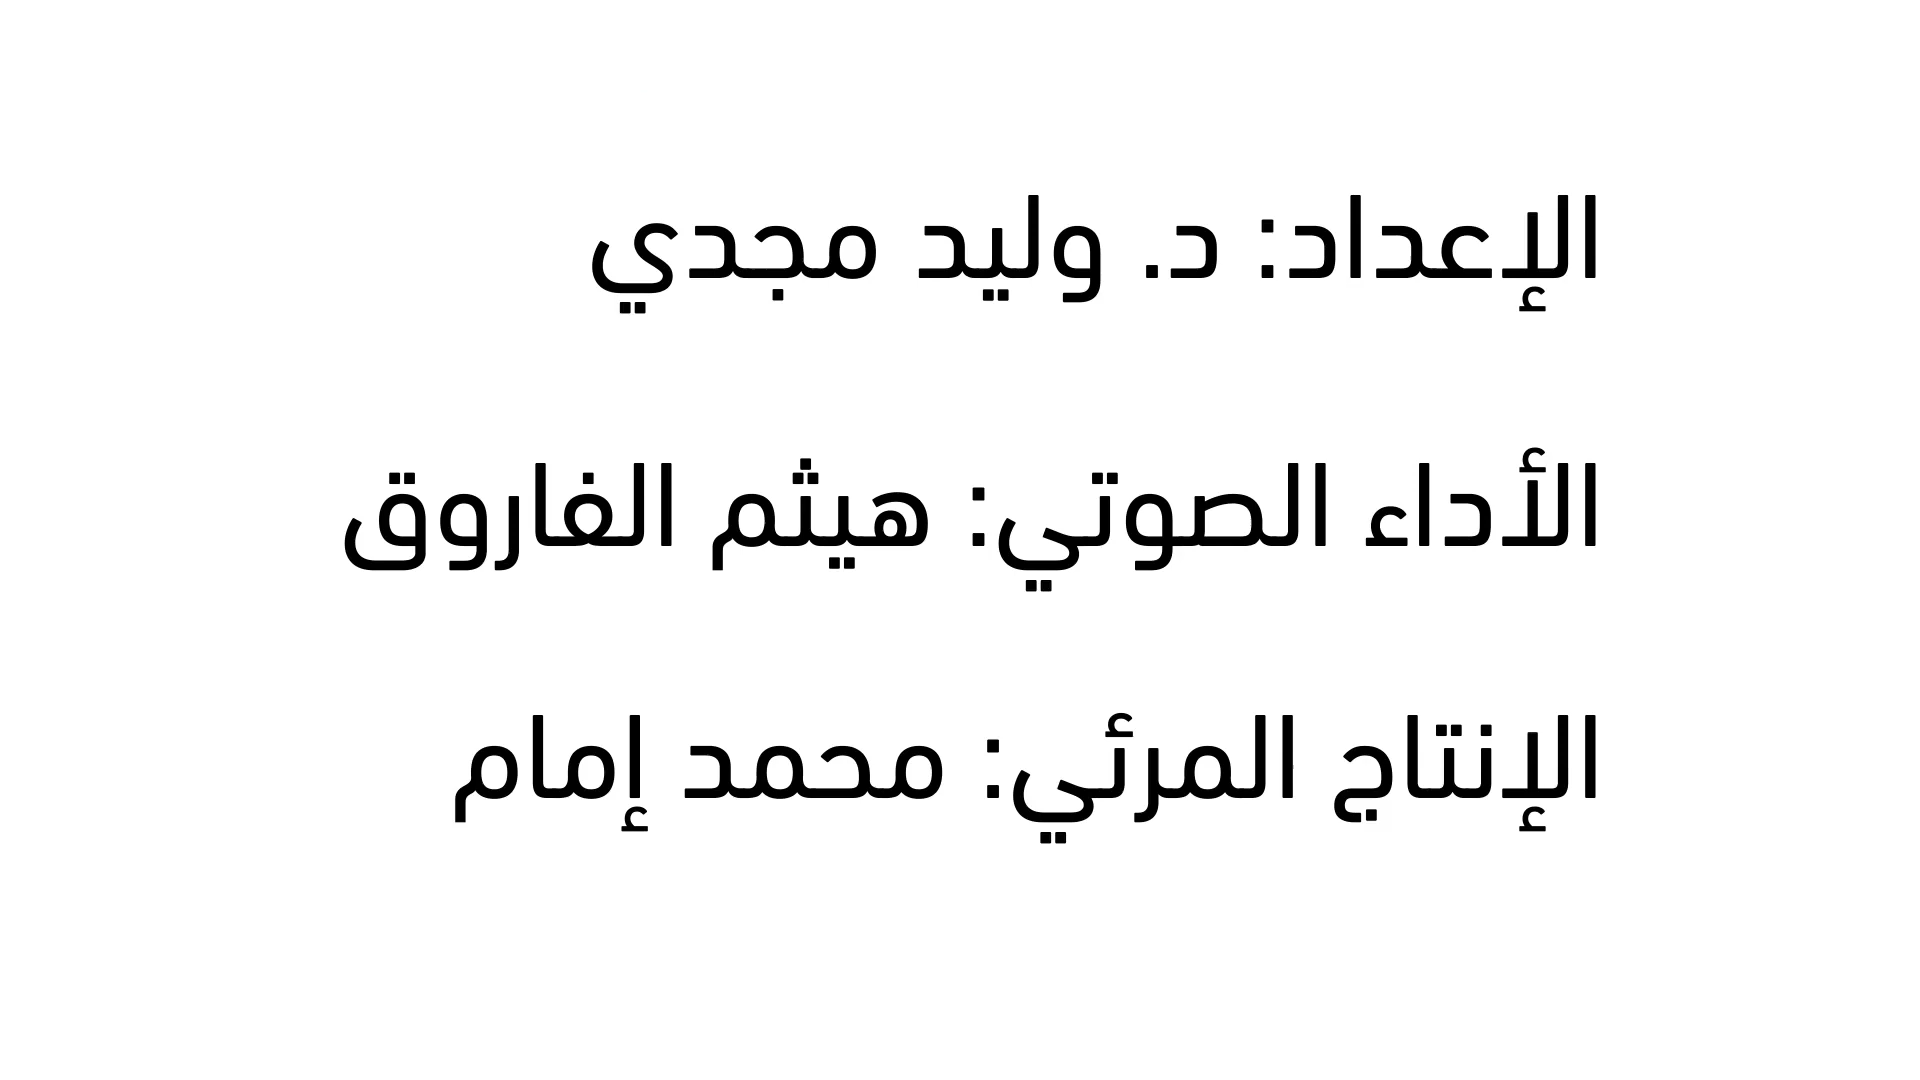 الإعداد: د. وليد مجدي
الأداء الصوتي: هيثم الفاروق
الإنتاج المرئي: محمد إمام